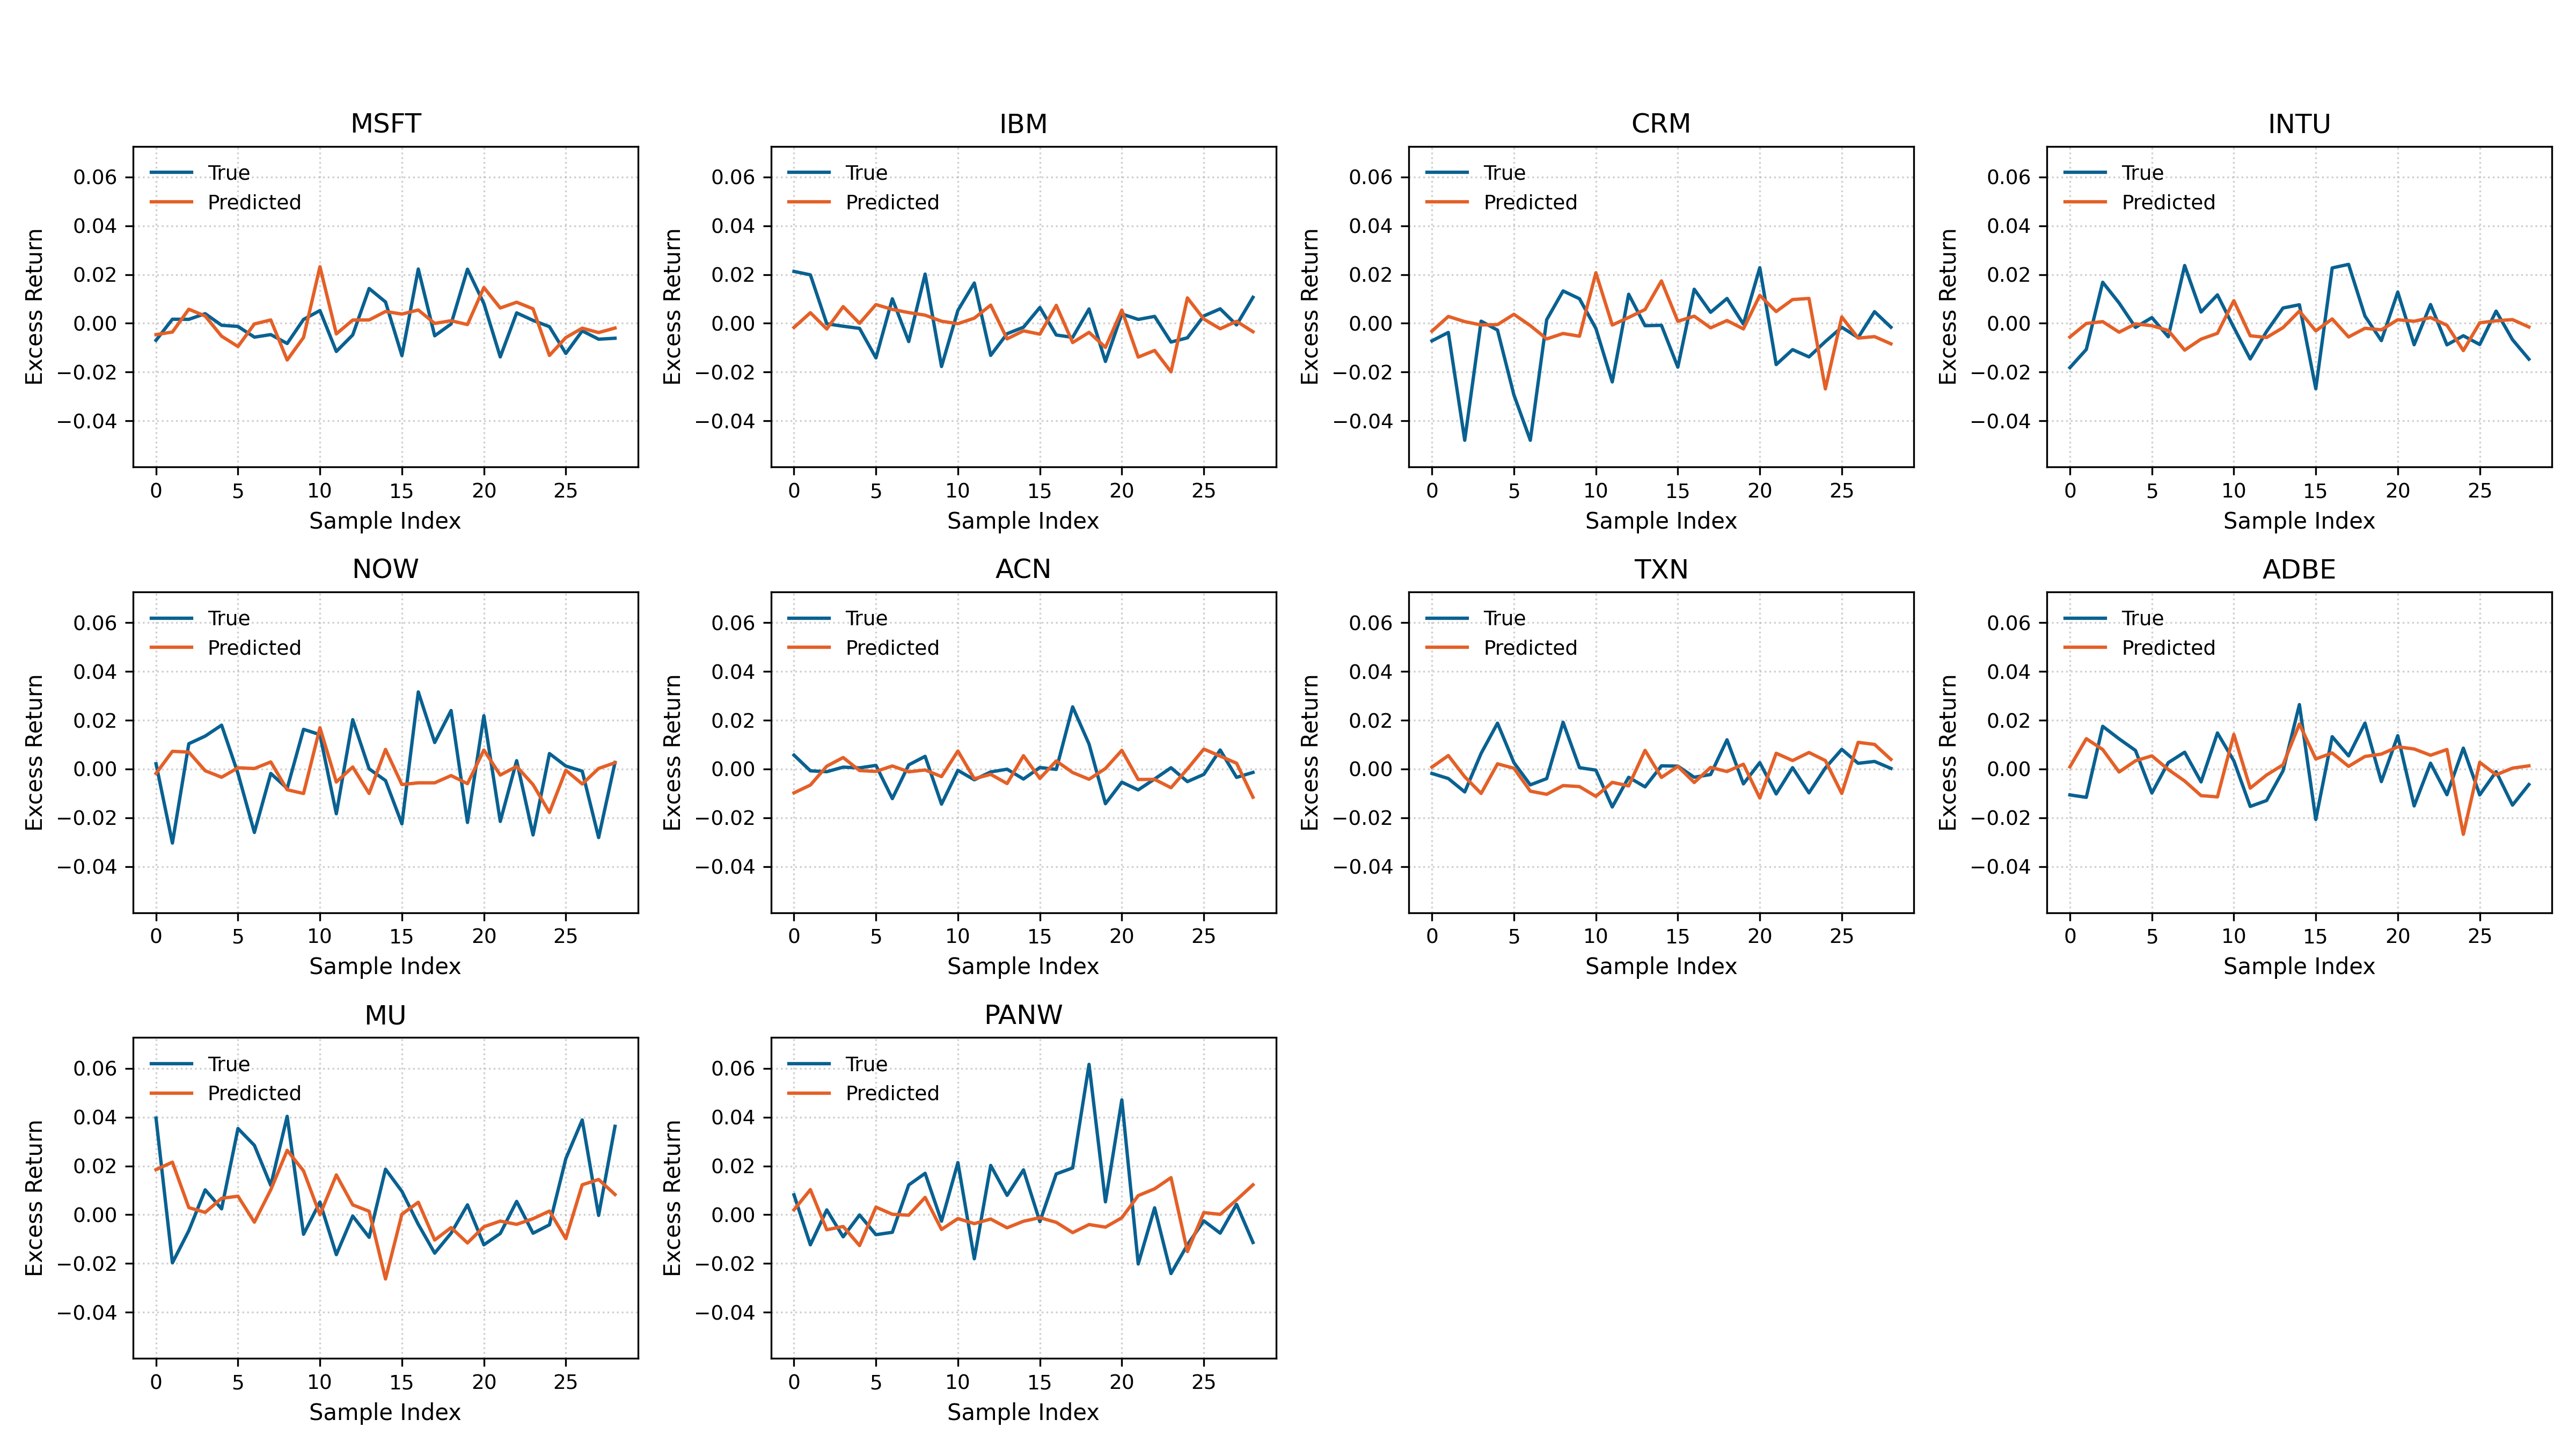 MSFT
True
Predicted
0.06
0.04
0.02
0.00
−0.02
−0.04
Excess Return
0 5 10 15 20 25
Sample Index
IBM
True
Predicted
0.06
0.04
0.02
0.00
−0.02
−0.04
Excess Return
0 5 10 15 20 25
Sample Index
CRM
True
Predicted
0.06
0.04
0.02
0.00
−0.02
−0.04
Excess Return
0 5 10 15 20 25
Sample Index
INTU
True
Predicted
0.06
0.04
0.02
0.00
−0.02
−0.04
Excess Return
0 5 10 15 20 25
Sample Index
NOW
True
Predicted
0.06
0.04
0.02
0.00
−0.02
−0.04
Excess Return
0 5 10 15 20 25
Sample Index
ACN
True
Predicted
0.06
0.04
0.02
0.00
−0.02
−0.04
Excess Return
0 5 10 15 20 25
Sample Index
TXN
True
Predicted
0.06
0.04
0.02
0.00
−0.02
−0.04
Excess Return
0 5 10 15 20 25
Sample Index
ADBE
True
Predicted
0.06
0.04
0.02
0.00
−0.02
−0.04
Excess Return
0 5 10 15 20 25
Sample Index
MU
True
Predicted
0.06
0.04
0.02
0.00
−0.02
−0.04
Excess Return
0 5 10 15 20 25
Sample Index
PANW
True
Predicted
0.06
0.04
0.02
0.00
−0.02
−0.04
Excess Return
0 5 10 15 20 25
Sample Index